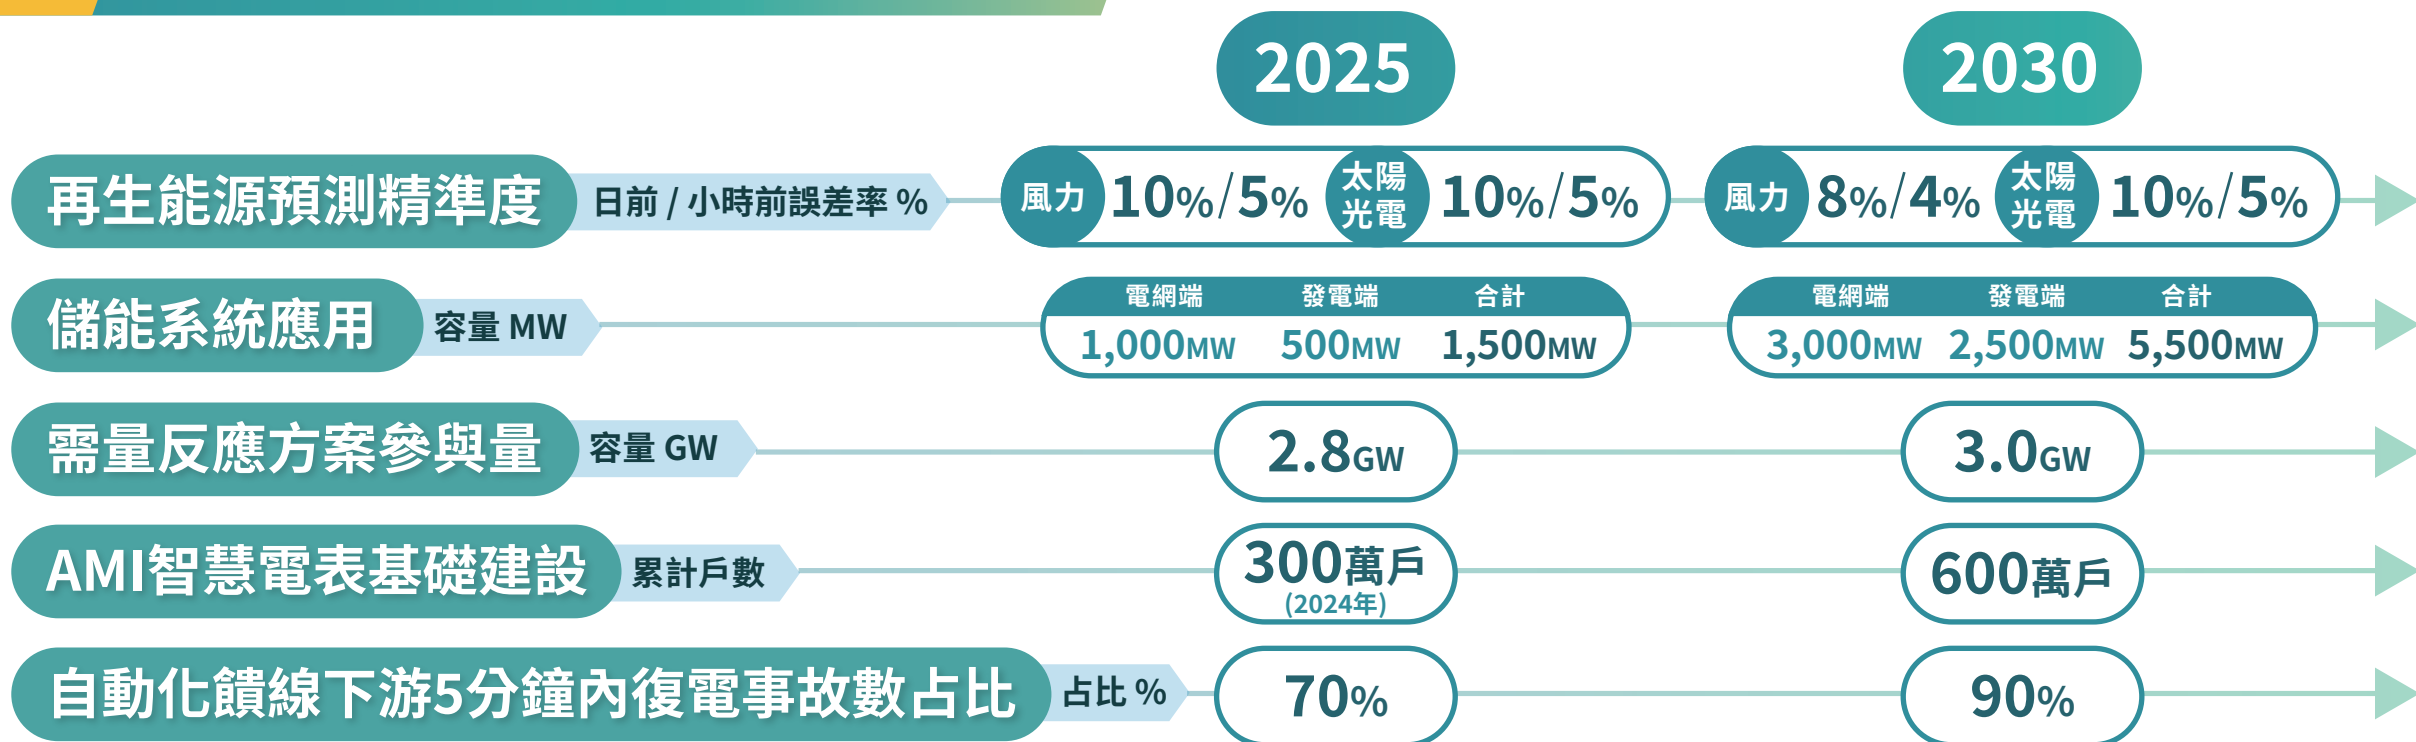 2025 2030
再生能源預測精準度 日前 / 小時前誤差率 % 風力 10%/5% 太陽光電 10%/5% 風力 8%/4% 太陽光電 10%/5%
儲能系統應用 容量 MW 電網端 發電端 合計 電網端 發電端 合計
1,000MW 500MW 1,500MW 3,000MW 2,500MW 5,500MW
需量反應方案參與量 容量 GW 2.8GW 3.0GW
AMI智慧電表基礎建設 累計戶數 300萬戶 600萬戶
(2024年)
自動化饋線下游5分鐘內復電事故數占比 占比 % 70% 90%